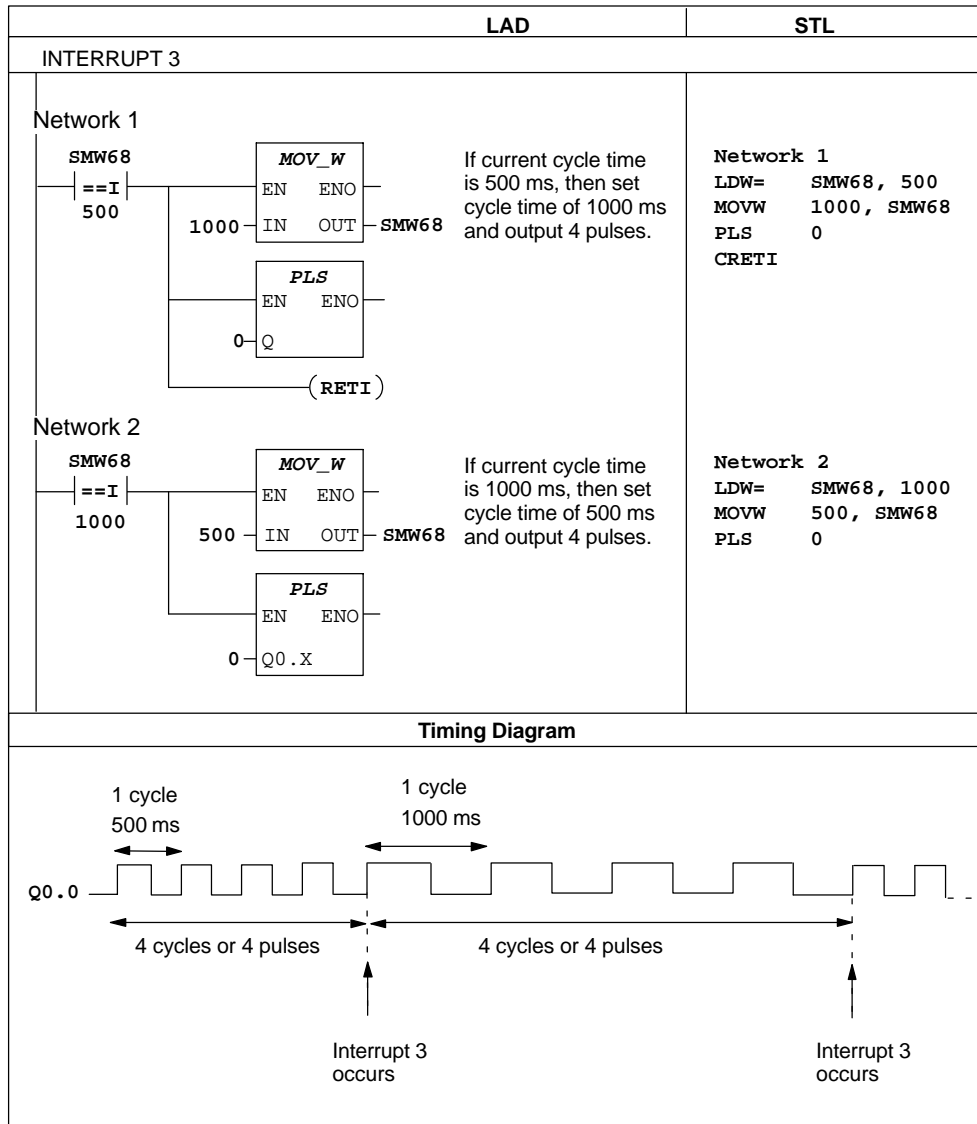 LAD STL
INTERRUPT 3
Network 1
SMW68
==I
500
MOV_W
EN ENO
1000 IN OUT SMW68
PLS
EN ENO
0 Q
(RETI)
If current cycle time
is 500 ms, then set
cycle time of 1000 ms
and output 4 pulses.
Network 1
LDW= SMW68, 500
MOVW 1000, SMW68
PLS 0
CRETI
Network 2
SMW68
==I
1000
MOV_W
EN ENO
500 IN OUT SMW68
PLS
EN ENO
0 Q0.X
If current cycle time
is 1000 ms, then set
cycle time of 500 ms
and output 4 pulses.
Network 2
LDW= SMW68, 1000
MOVW 500, SMW68
PLS 0
Timing Diagram
1 cycle
500 ms
1 cycle
1000 ms
Q0.0
4 cycles or 4 pulses
4 cycles or 4 pulses
Interrupt 3
occurs
Interrupt 3
occurs